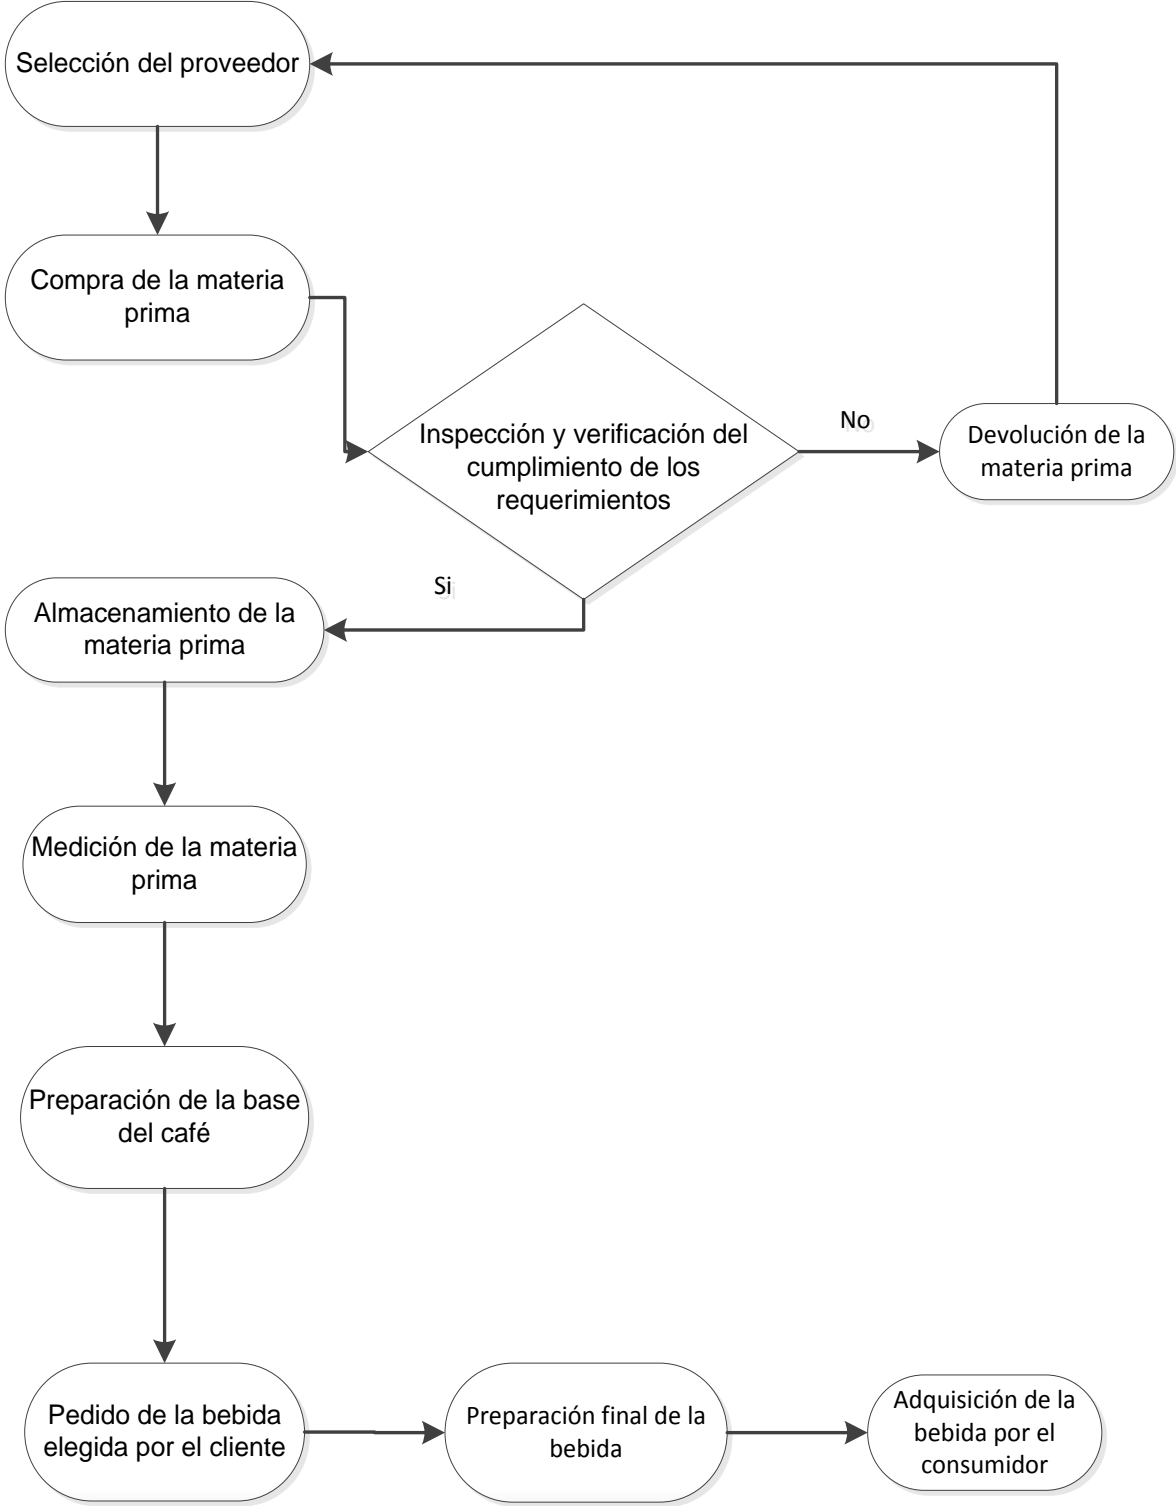 Selección del proveedor
Compra de la materia
prima
Inspección y verificación del
cumplimiento de los
requerimientos
No
Devolución de la
materia prima
Si
Almacenamiento de la
materia prima
Medición de la materia
prima
Preparación de la base
del café
Pedido de la bebida
elegida por el cliente
Preparación final de la
bebida
Adquisición de la
bebida por el
consumidor